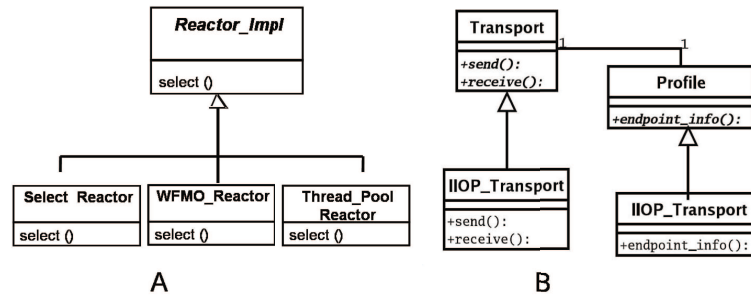 Reactor_Impl
select ()
Select Reactor
select ()
WFMO_Reactor
select ()
Thread_Pool
Reactor
select ()
A
Transport
+send():
+receive():
1
1
Profile
+endpoint_info():
IIOP_Transport
+send():
+receive():
IIOP_Transport
+endpoint_info():
B